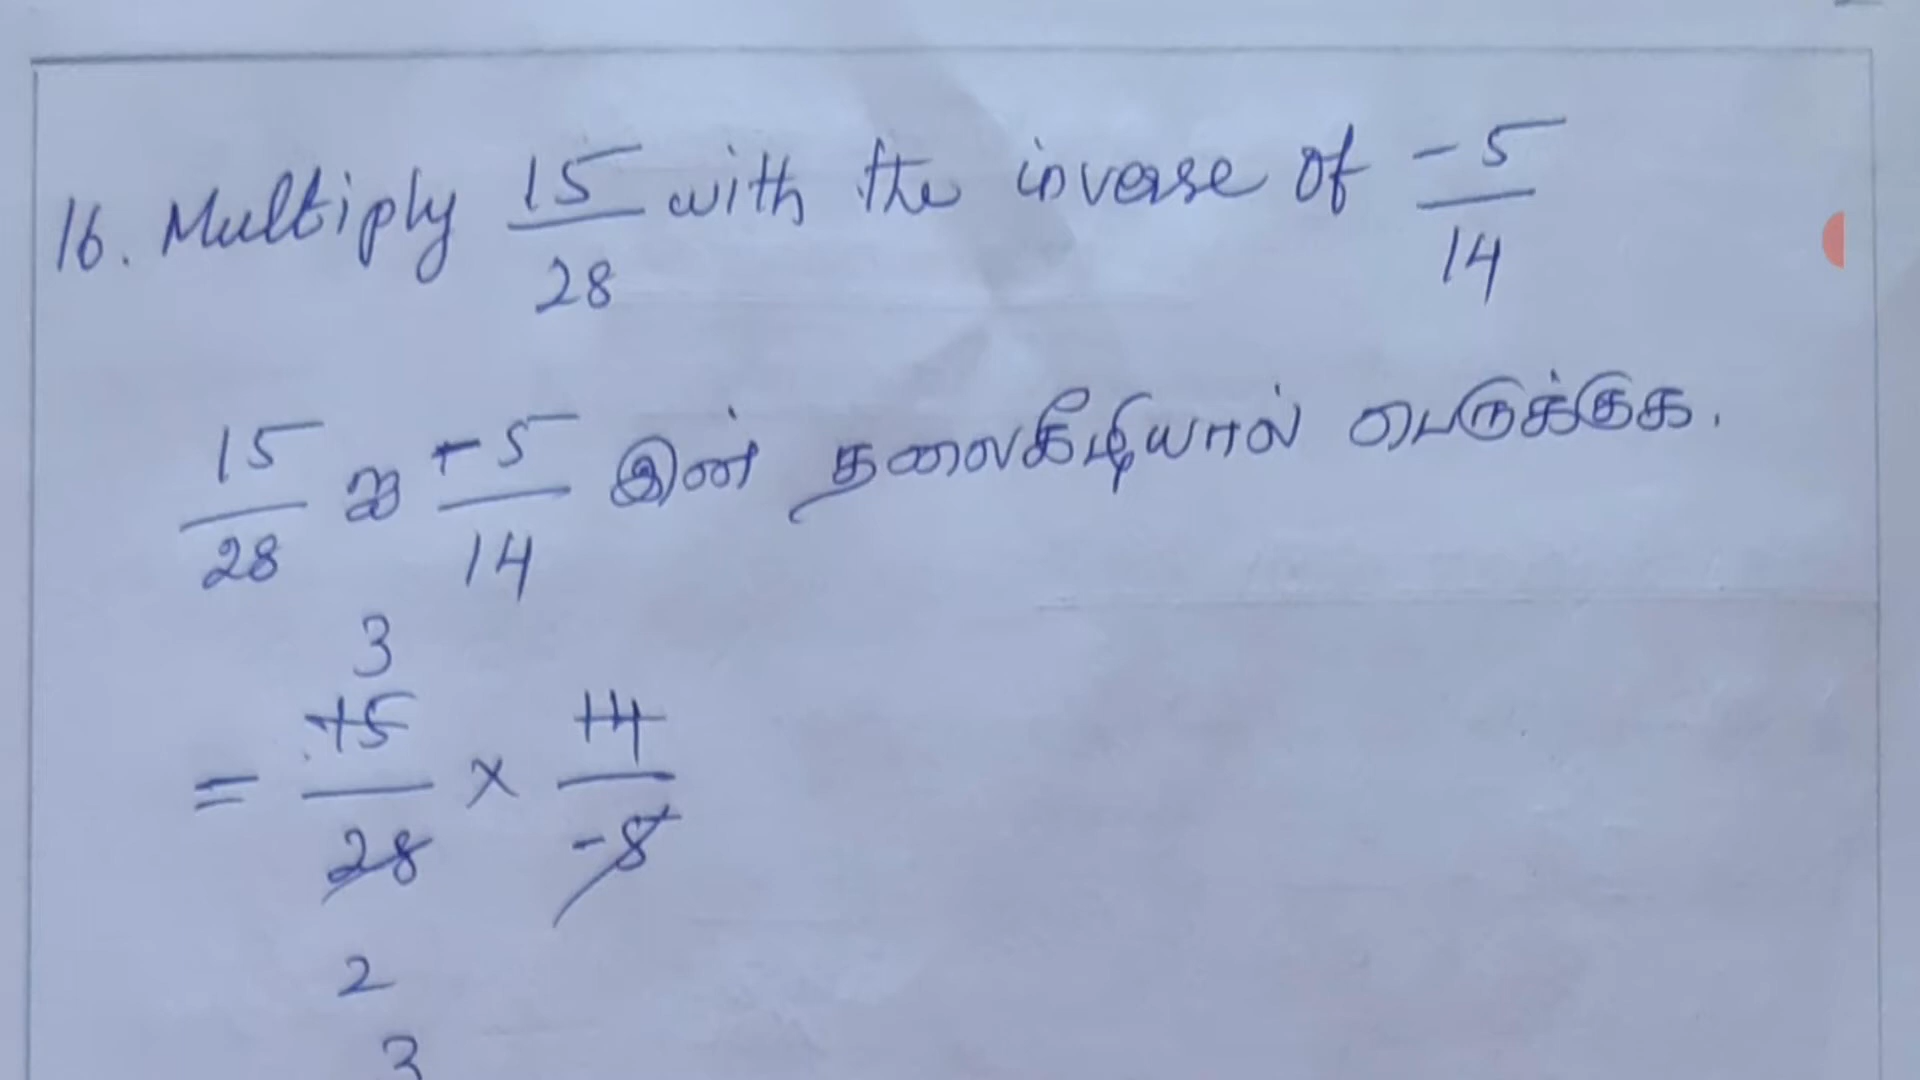 16. Multiply 15/28 with the inverse of -5/14
15/28 ஐ -5/14 இன் தலைகீழியால் பெருக்குக.
3
= 15/28 × 14/-5
2
3